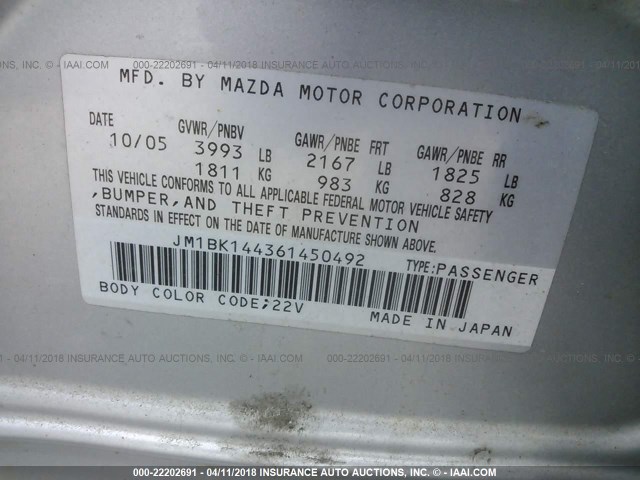 000-22202691 - 04/11/2018 INSURANCE AUTO AUCTIONS, INC. - © - IAAI.COM
MFD. BY MAZDA MOTOR CORPORATION
DATE GVWR/PNBV GAWR/PNBE FRT GAWR/PNBE RR
10/05 3993 LB 2167 LB 1825 LB
1811 KG 983 KG 828 KG
THIS VEHICLE CONFORMS TO ALL APPLICABLE FEDERAL MOTOR VEHICLE SAFETY
,BUMPER,AND THEFT PREVENTION
STANDARDS IN EFFECT ON THE DATE OF MANUFACTURE SHOWN ABOVE.
JM1BK144361450492 TYPE:PASSENGER
BODY COLOR CODE;22V
MADE IN JAPAN
000-22202691 - 04/11/2018 INSURANCE AUTO AUCTIONS, INC. - © - IAAI.COM
000-22202691 - 04/11/2018 INSURANCE AUTO AUCTIONS, INC. - © - IAAI.COM